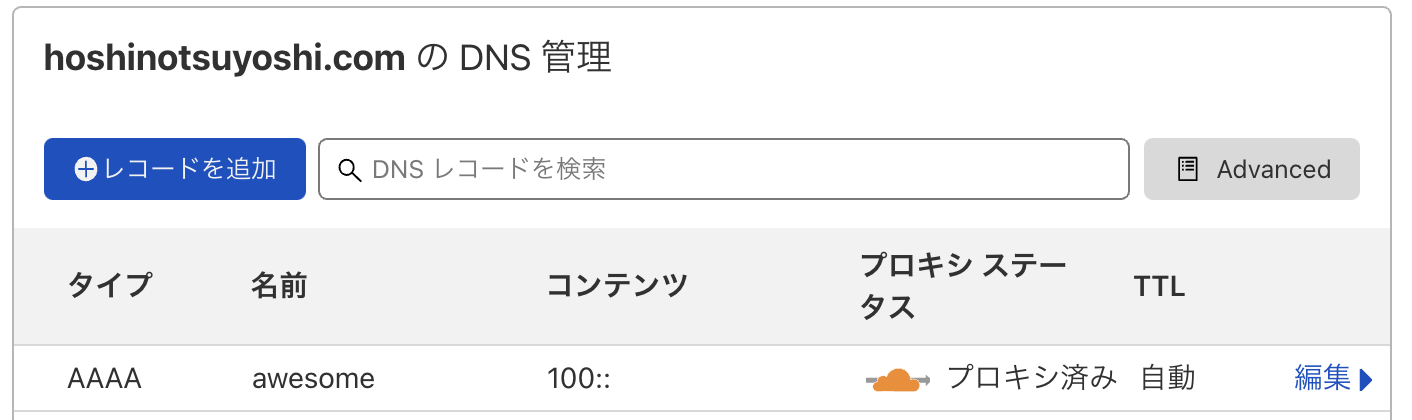 hoshinotsuyoshi.com の DNS 管理
レコードを追加
DNS レコードを検索
Advanced
タイプ 名前 コンテンツ プロキシ ステー
タス TTL
AAAA awesome 100:: プロキシ済み 自動 編集